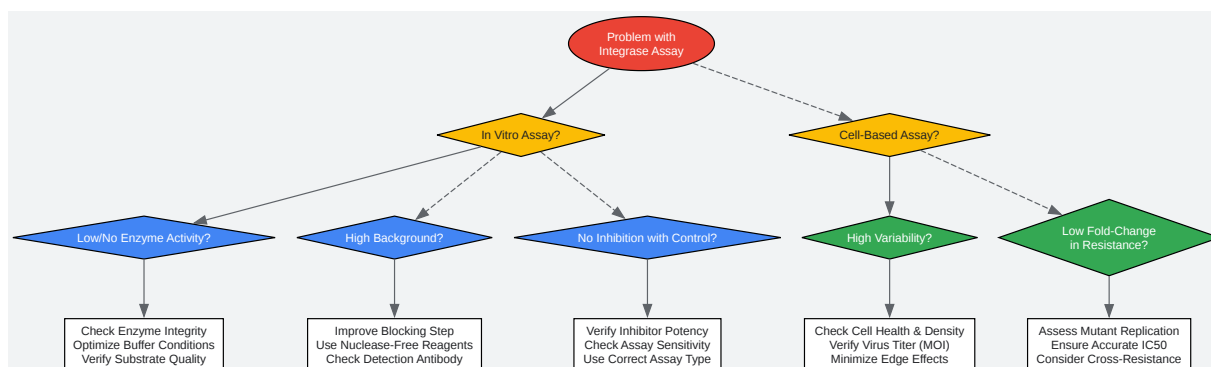 Problem with
Integrase Assay
In Vitro Assay?
Cell-Based Assay?
Low/No Enzyme Activity?
High Background?
No Inhibition with Control?
High Variability?
Low Fold-Change
in Resistance?
Check Enzyme Integrity
Optimize Buffer Conditions
Verify Substrate Quality
Improve Blocking Step
Use Nuclease-Free Reagents
Check Detection Antibody
Verify Inhibitor Potency
Check Assay Sensitivity
Use Correct Assay Type
Check Cell Health & Density
Verify Virus Titer (MOI)
Minimize Edge Effects
Assess Mutant Replication
Ensure Accurate IC50
Consider Cross-Resistance